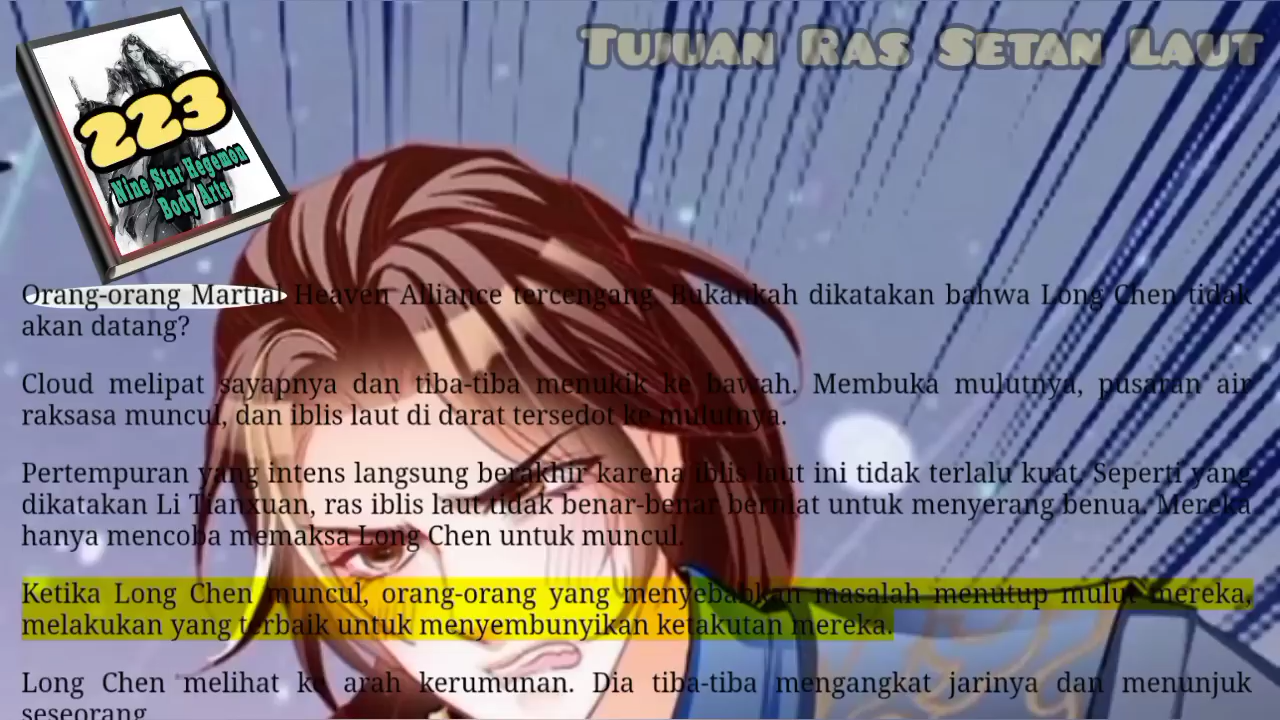 Tujuan Ras Setan Laut
223
Nine Star Hegemon
Body Arts
Orang-orang Martial Heaven Alliance tercengang. Bukankah dikatakan bahwa Long Chen tidak
akan datang?
Cloud melipat sayapnya dan tiba-tiba menukik ke bawah. Membuka mulutnya, pusaran air
raksasa muncul, dan iblis laut di darat tersedot ke mulutnya.
Pertempuran yang intens langsung berakhir karena iblis laut ini tidak terlalu kuat. Seperti yang
dikatakan Li Tianxuan, ras iblis laut tidak benar-benar berniat untuk menyerang benua. Mereka
hanya mencoba memaksa Long Chen untuk muncul.
Ketika Long Chen muncul, orang-orang yang menyebabkan masalah menutup mulut mereka,
melakukan yang terbaik untuk menyembunyikan ketakutan mereka.
Long Chen melihat ke arah kerumunan. Dia tiba-tiba mengangkat jarinya dan menunjuk
seseorang.